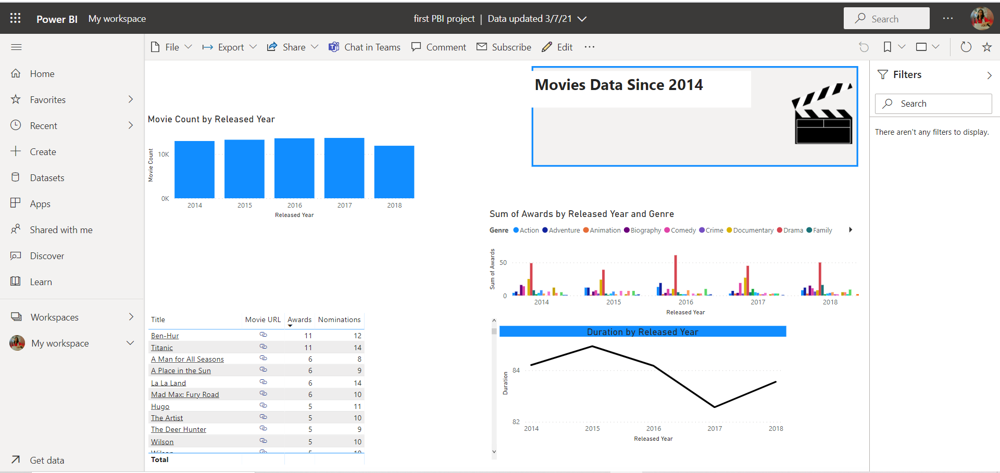 Power BI My workspace
first PBI project | Data updated 3/7/21
Search
File Export Share Chat in Teams Comment Subscribe Edit
Home
Favorites
Recent
Create
Datasets
Apps
Shared with me
Discover
Learn
Workspaces
My workspace
Get data
Movies Data Since 2014
Movie Count by Released Year
Movie Count
10K
0K
2014 2015 2016 2017 2018
Released Year
Sum of Awards by Released Year and Genre
Genre Action Adventure Animation Biography Comedy Crime Documentary Drama Family
Sum of Awards
50
0
2014 2015 2016 2017 2018
Released Year
Title Movie URL Awards Nominations
Ben-Hur 11 12
Titanic 11 14
A Man for All Seasons 6 8
A Place in the Sun 6 9
La La Land 6 14
Mad Max: Fury Road 6 10
Hugo 5 11
The Artist 5 10
The Deer Hunter 5 9
Wilson 5 10
Wilson 5 10
Total
Duration by Released Year
Duration
84
82
2014 2015 2016 2017 2018
Released Year
Filters
Search
There aren't any filters to display.